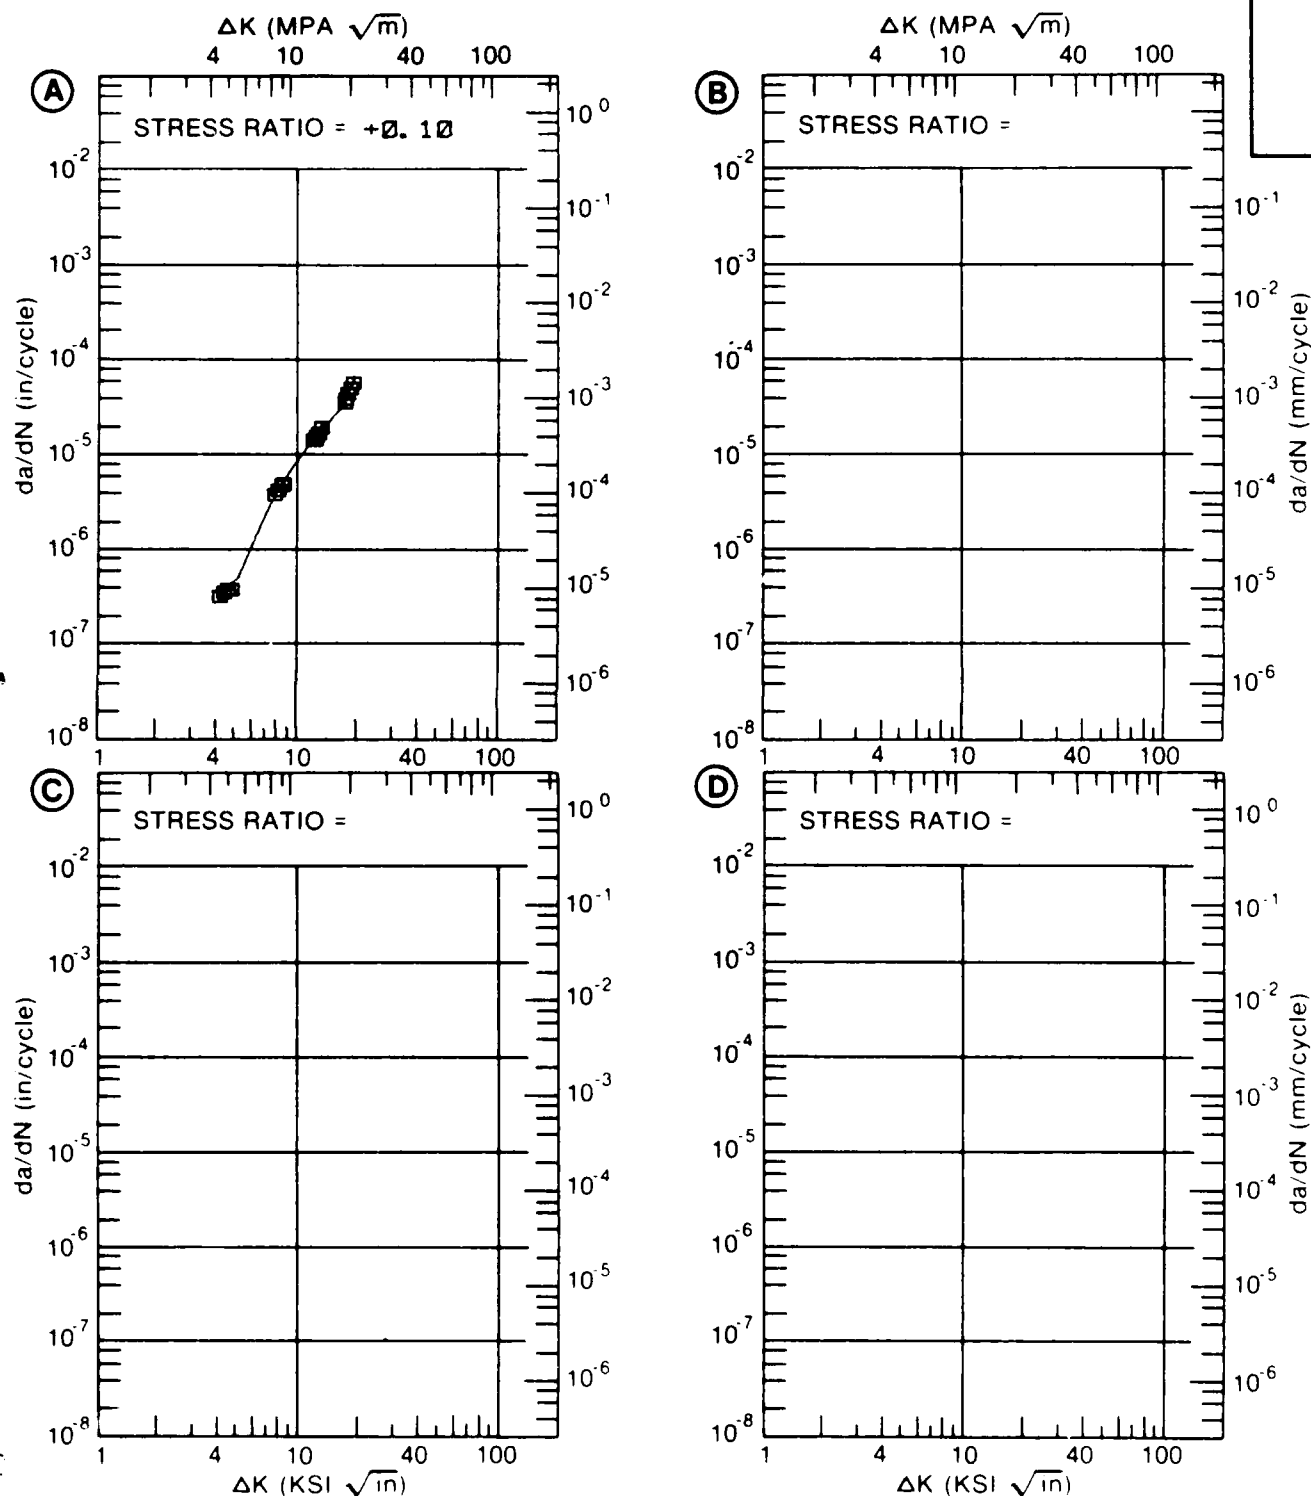 ΔK (MPA √m)
4 10 40 100
A
STRESS RATIO = +0.10
10^0
10^-1
10^-2
10^-3
10^-4
10^-5
10^-6
10^-2
10^-3
10^-4
10^-5
10^-6
10^-7
10^-8
da/dN (in/cycle)
1 4 10 40 100
ΔK (MPA √m)
4 10 40 100
B
STRESS RATIO =
10^-2
10^-3
10^-4
10^-5
10^-6
10^-7
10^-8
10^-1
10^-2
10^-3
10^-4
10^-5
10^-6
da/dN (mm/cycle)
1 4 10 40 100
C
STRESS RATIO =
10^-2
10^-3
10^-4
10^-5
10^-6
10^-7
10^-8
da/dN (in/cycle)
10^0
10^-1
10^-2
10^-3
10^-4
10^-5
10^-6
1 4 10 40 100
ΔK (KSI √in)
D
STRESS RATIO =
10^-2
10^-3
10^-4
10^-5
10^-6
10^-7
10^-8
10^0
10^-1
10^-2
10^-3
10^-4
10^-5
10^-6
da/dN (mm/cycle)
1 4 10 40 100
ΔK (KSI √in)